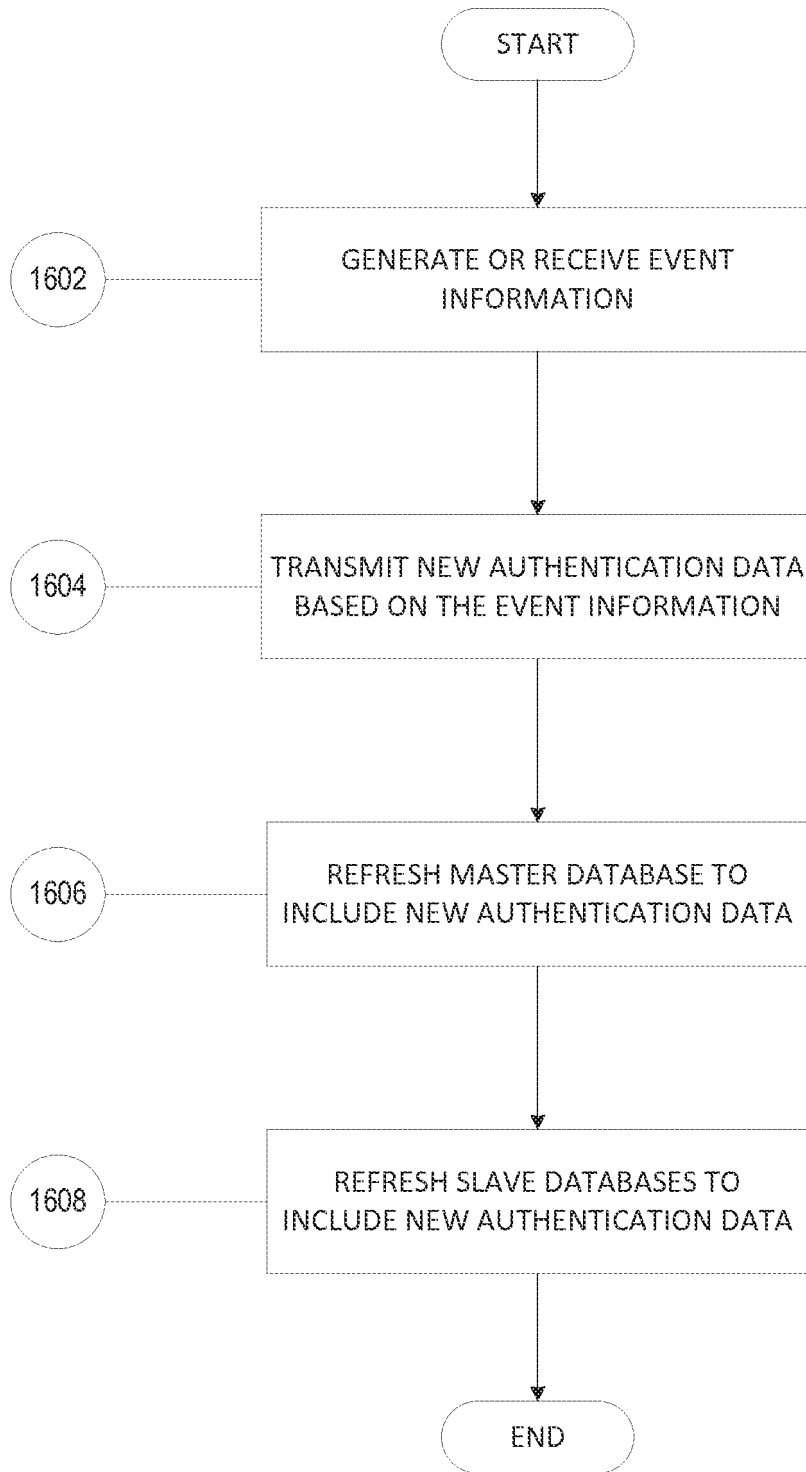 START
1602
GENERATE OR RECEIVE EVENT
INFORMATION
1604
TRANSMIT NEW AUTHENTICATION DATA
BASED ON THE EVENT INFORMATION
1606
REFRESH MASTER DATABASE TO
INCLUDE NEW AUTHENTICATION DATA
1608
REFRESH SLAVE DATABASES TO
INCLUDE NEW AUTHENTICATION DATA
END